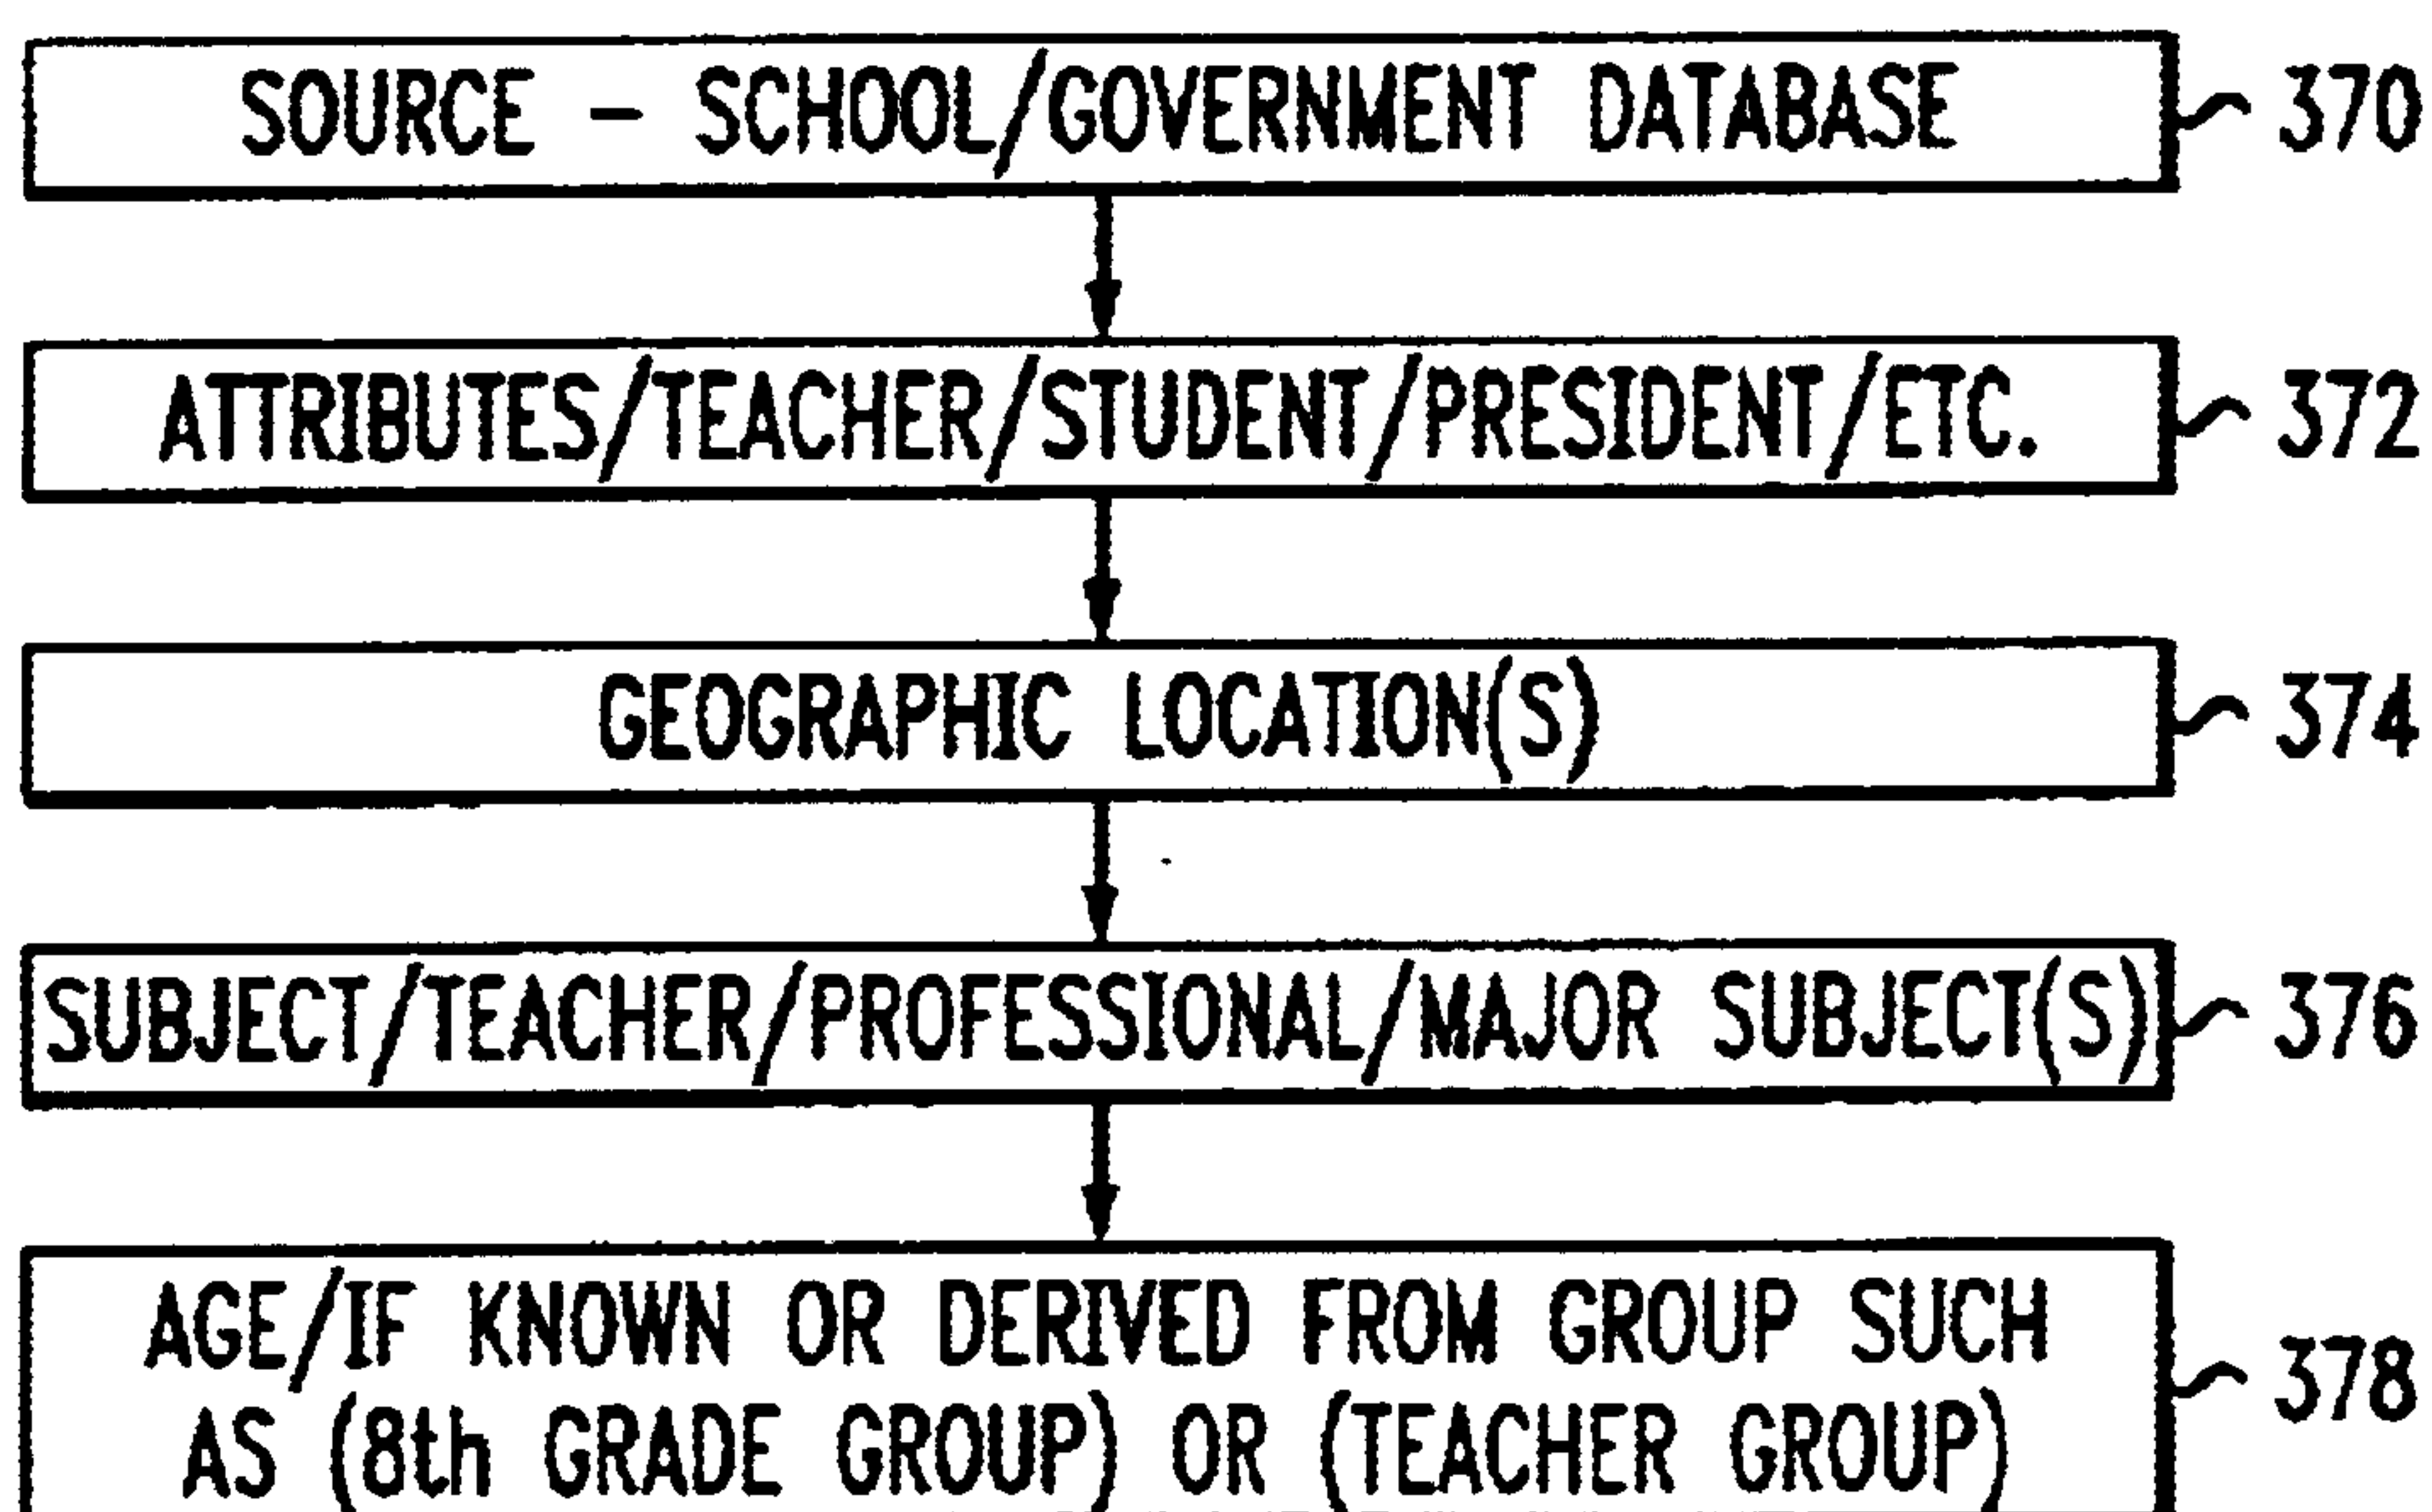 SOURCE - SCHOOL/GOVERNMENT DATABASE 370
ATTRIBUTES/TEACHER/STUDENT/PRESIDENT/ETC. 372
GEOGRAPHIC LOCATION(S) 374
SUBJECT/TEACHER/PROFESSIONAL/MAJOR SUBJECT(S) 376
AGE/IF KNOWN OR DERIVED FROM GROUP SUCH
AS (8th GRADE GROUP) OR (TEACHER GROUP)
378